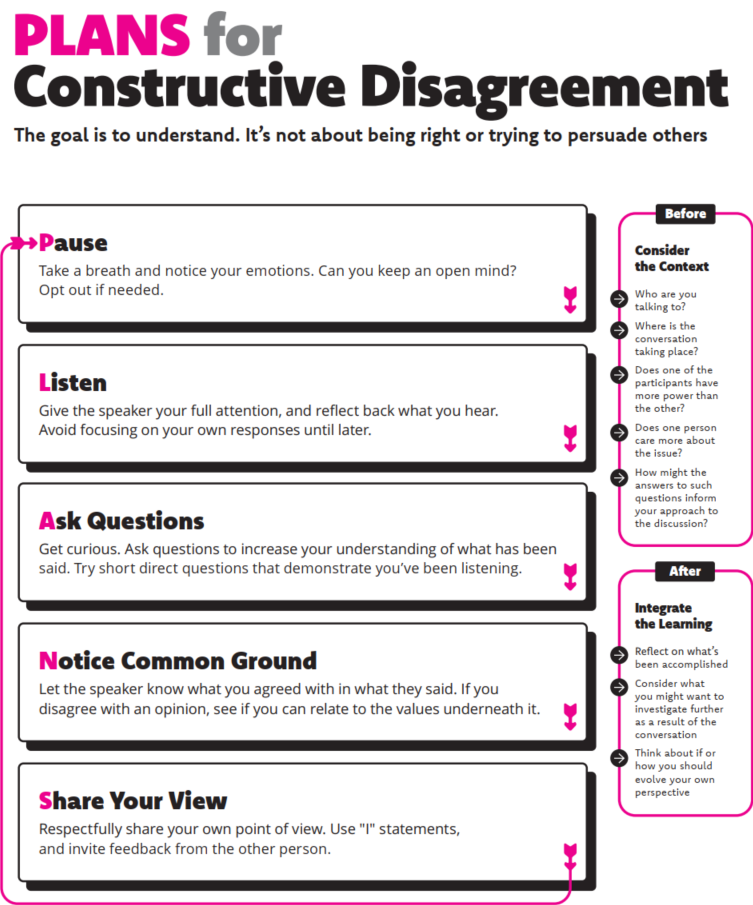 PLANS for
Constructive Disagreement
The goal is to understand. It's not about being right or trying to persuade others
Pause
Take a breath and notice your emotions. Can you keep an open mind?
Opt out if needed.
Listen
Give the speaker your full attention, and reflect back what you hear.
Avoid focusing on your own responses until later.
Ask Questions
Get curious. Ask questions to increase your understanding of what has been
said. Try short direct questions that demonstrate you've been listening.
Notice Common Ground
Let the speaker know what you agreed with in what they said. If you
disagree with an opinion, see if you can relate to the values underneath it.
Share Your View
Respectfully share your own point of view. Use "I" statements,
and invite feedback from the other person.
Before
Consider
the Context
Who are you
talking to?
Where is the
conversation
taking place?
Does one of the
participants have
more power than
the other?
Does one person
care more about
the issue?
How might the
answers to such
questions inform
your approach to
the discussion?
After
Integrate
the Learning
Reflect on what's
been accomplished
Consider what
you might want to
investigate further
as a result of the
conversation
Think about if or
how you should
evolve your own
perspective